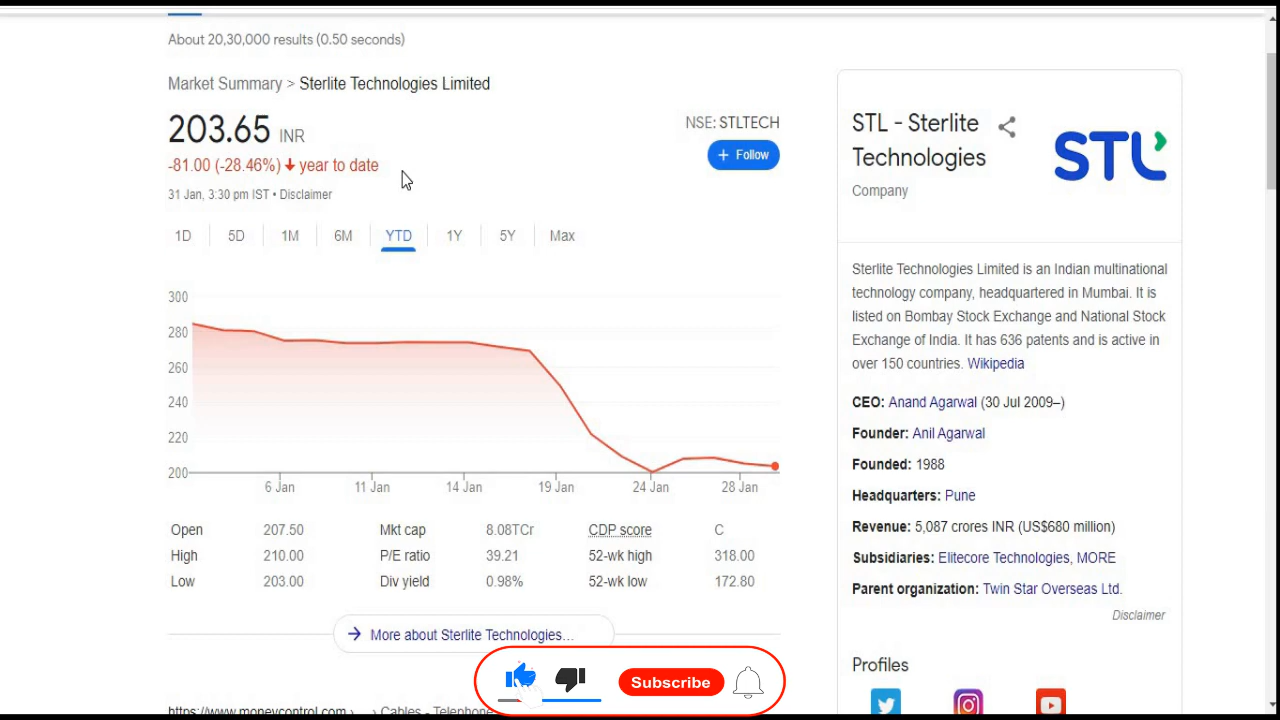 About 20,30,000 results (0.50 seconds)
Market Summary > Sterlite Technologies Limited
203.65 INR
-81.00 (-28.46%) ↓ year to date
31 Jan, 3:30 pm IST • Disclaimer
NSE: STLTECH
+ Follow
1D 5D 1M 6M YTD 1Y 5Y Max
300
280
260
240
220
200
6 Jan 11 Jan 14 Jan 19 Jan 24 Jan 28 Jan
Open 207.50 Mkt cap 8.08TCr CDP score C
High 210.00 P/E ratio 39.21 52-wk high 318.00
Low 203.00 Div yield 0.98% 52-wk low 172.80
→ More about Sterlite Technologies...
Subscribe
https://www.moneycontrol.com › ... › Cables - Telephone
STL - Sterlite
Technologies
Company
STL
Sterlite Technologies Limited is an Indian multinational
technology company, headquartered in Mumbai. It is
listed on Bombay Stock Exchange and National Stock
Exchange of India. It has 636 patents and is active in
over 150 countries. Wikipedia
CEO: Anand Agarwal (30 Jul 2009–)
Founder: Anil Agarwal
Founded: 1988
Headquarters: Pune
Revenue: 5,087 crores INR (US$680 million)
Subsidiaries: Elitecore Technologies, MORE
Parent organization: Twin Star Overseas Ltd.
Disclaimer
Profiles